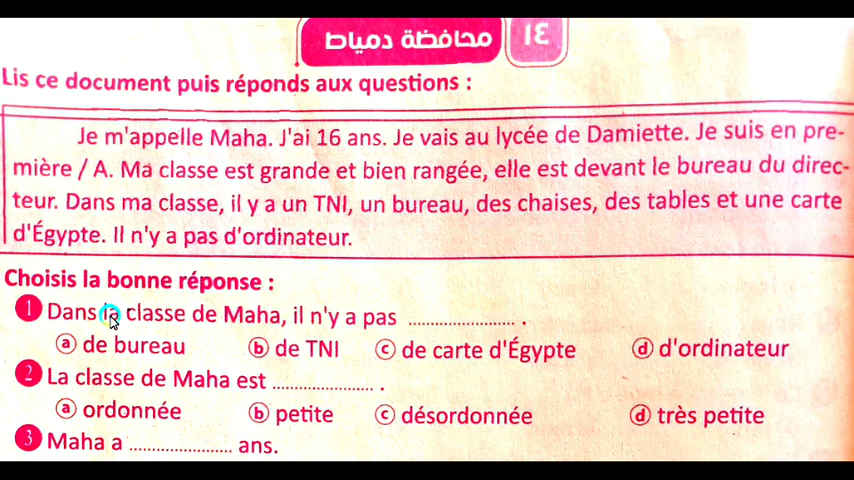 ١٤ محافظة دمياط
Lis ce document puis réponds aux questions :
Je m'appelle Maha. J'ai 16 ans. Je vais au lycée de Damiette. Je suis en pre-
mière / A. Ma classe est grande et bien rangée, elle est devant le bureau du direc-
teur. Dans ma classe, il y a un TNI, un bureau, des chaises, des tables et une carte
d'Égypte. Il n'y a pas d'ordinateur.
Choisis la bonne réponse :
1 Dans la classe de Maha, il n'y a pas ........................ .
a de bureau b de TNI c de carte d'Égypte d d'ordinateur
2 La classe de Maha est ...................... .
a ordonnée b petite c désordonnée d très petite
3 Maha a ...................... ans.